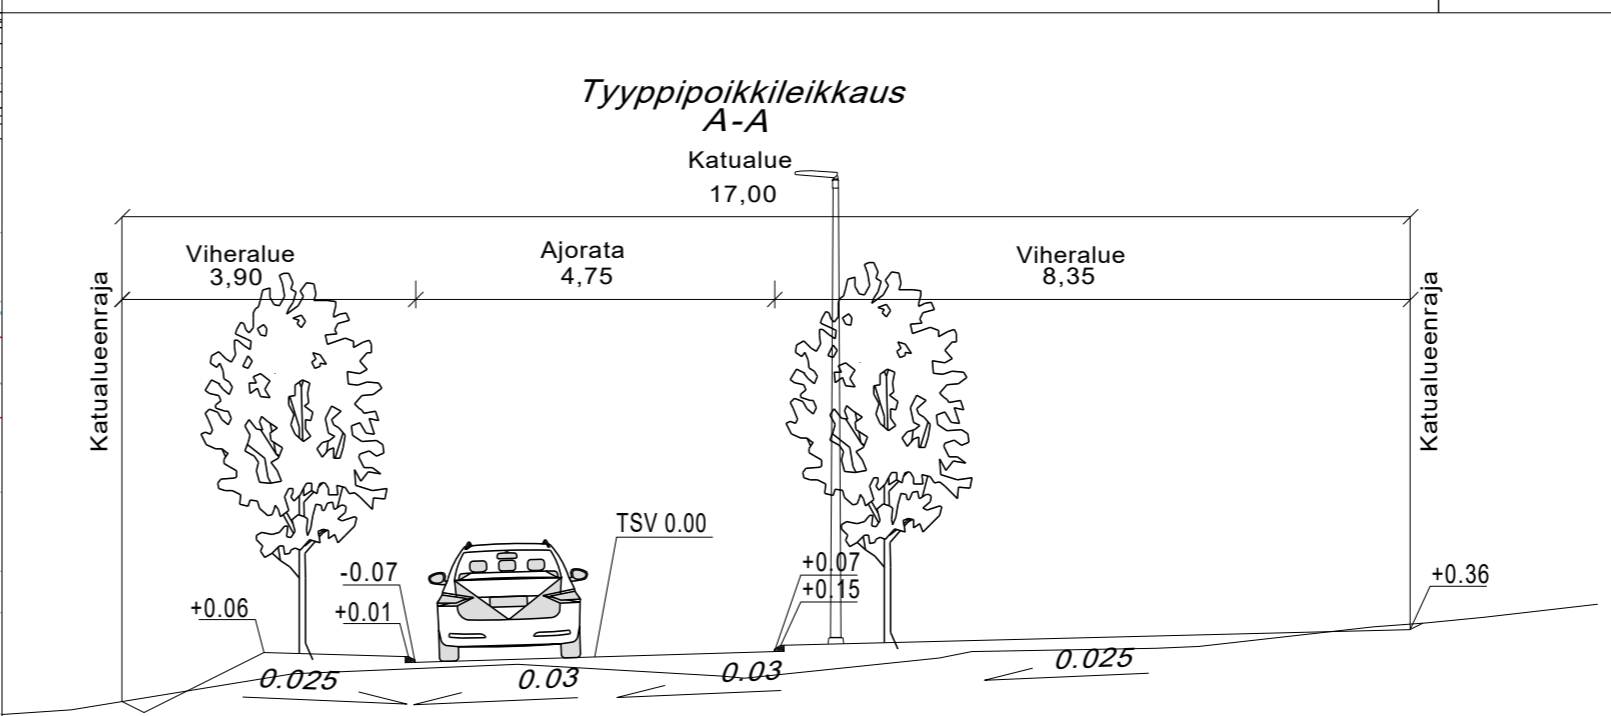 Tyyppipoikkileikkaus
A-A
Katualue
17,00
Viheralue
3,90
Ajorata
4,75
Viheralue
8,35
Katualueenraja
Katualueenraja
TSV 0.00
-0.07
+0.01
+0.06
+0.07
+0.15
+0.36
0.025
0.03
0.03
0.025